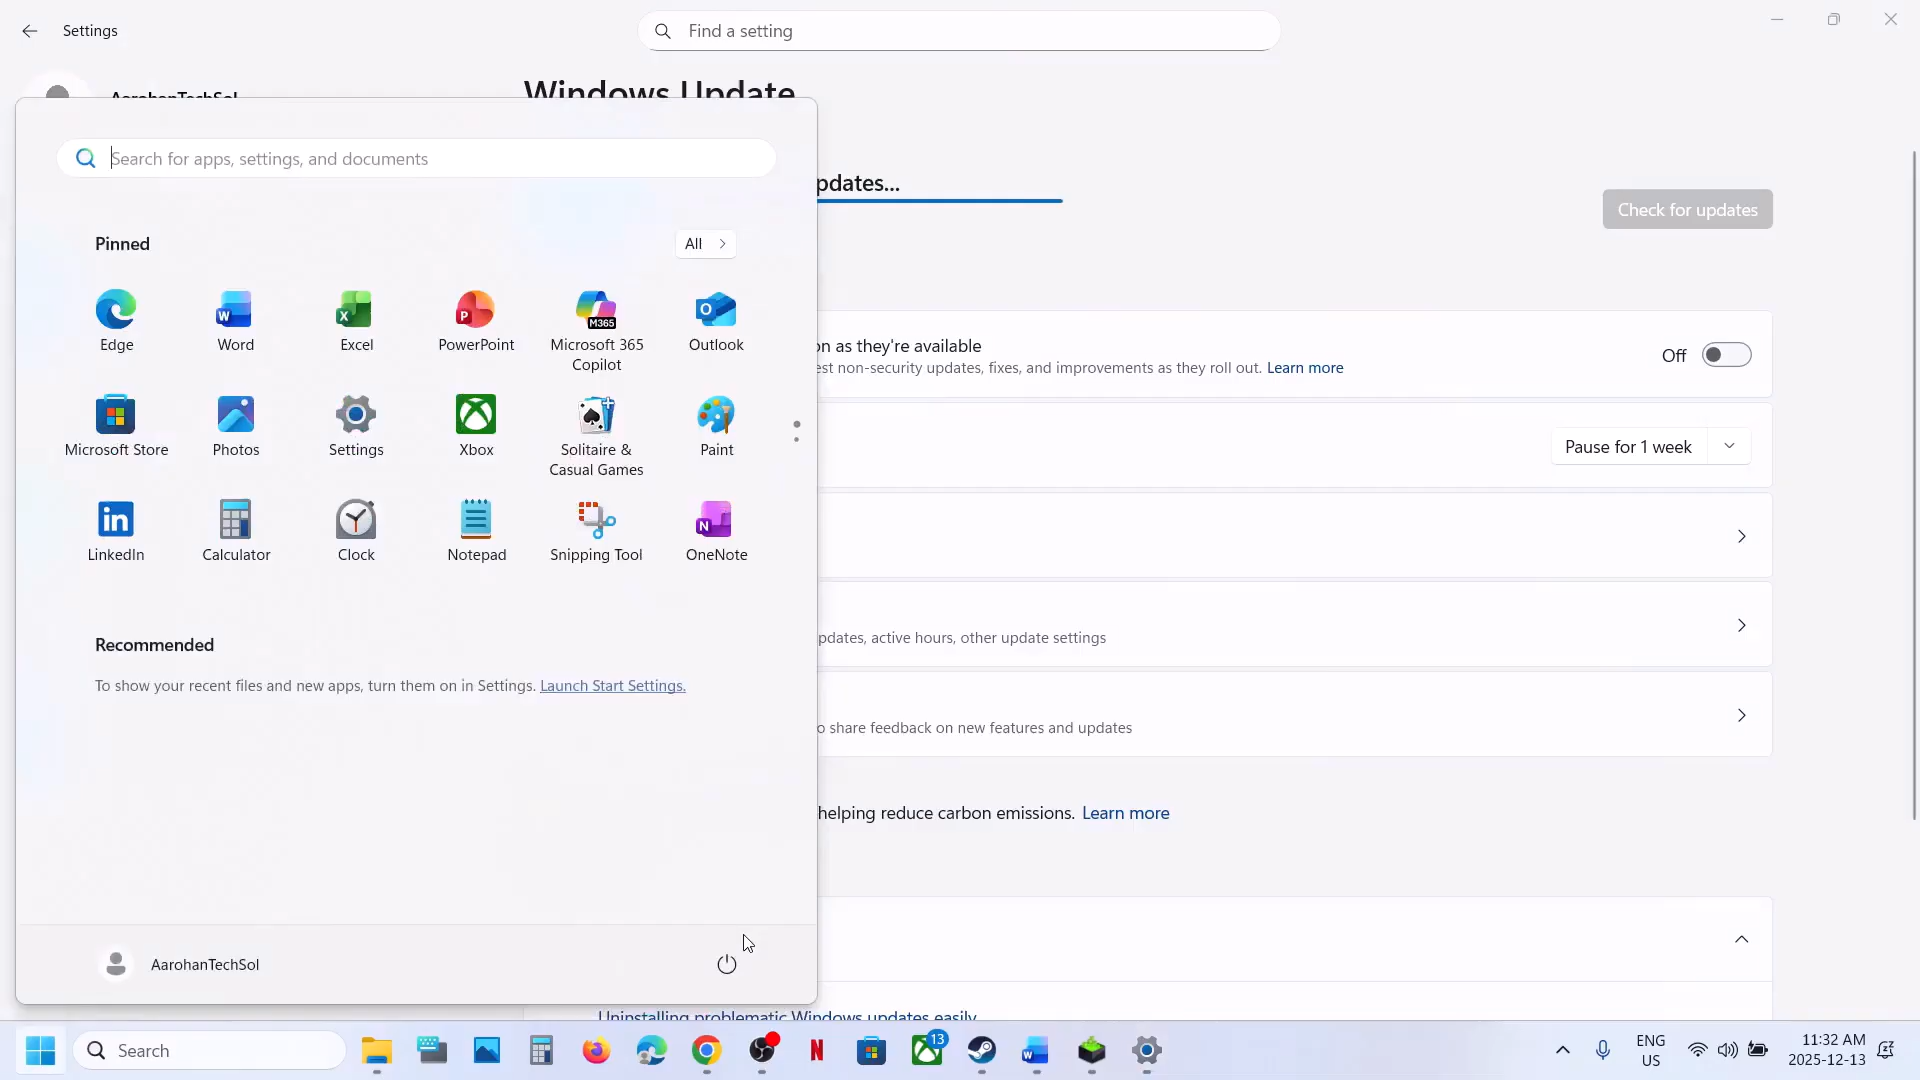 Settings
Find a setting
AarohanTechSol
Windows Update
Search for apps, settings, and documents
pdates...
Check for updates
Pinned
All
Edge
Word
Excel
PowerPoint
Microsoft 365
Copilot
M365
Outlook
on as they're available
est non-security updates, fixes, and improvements as they roll out. Learn more
Off
Microsoft Store
Photos
Settings
Xbox
Solitaire &
Casual Games
Paint
Pause for 1 week
LinkedIn
Calculator
Clock
Notepad
Snipping Tool
OneNote
Recommended
To show your recent files and new apps, turn them on in Settings. Launch Start Settings.
pdates, active hours, other update settings
o share feedback on new features and updates
helping reduce carbon emissions. Learn more
AarohanTechSol
Uninstalling problematic Windows updates easily
Search
13
ENG
US
11:32 AM
2025-12-13